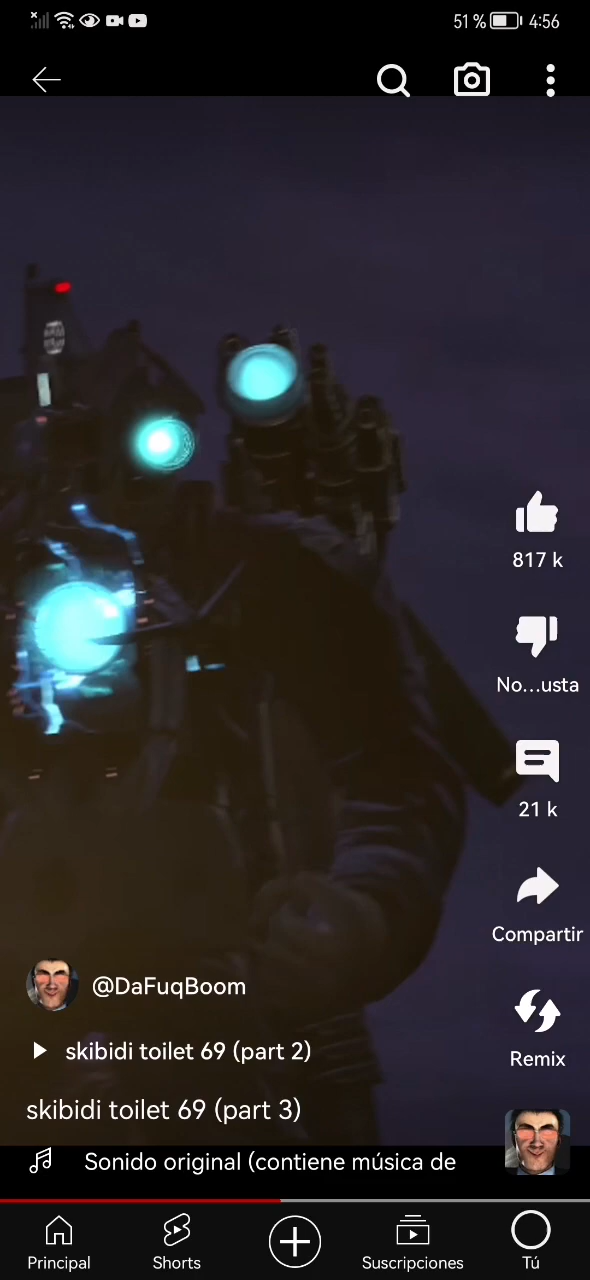 51 % 4:56
817 k
No...usta
21 k
Compartir
@DaFuqBoom
skibidi toilet 69 (part 2)
Remix
skibidi toilet 69 (part 3)
Sonido original (contiene música de
Principal
Shorts
Suscripciones
Tú